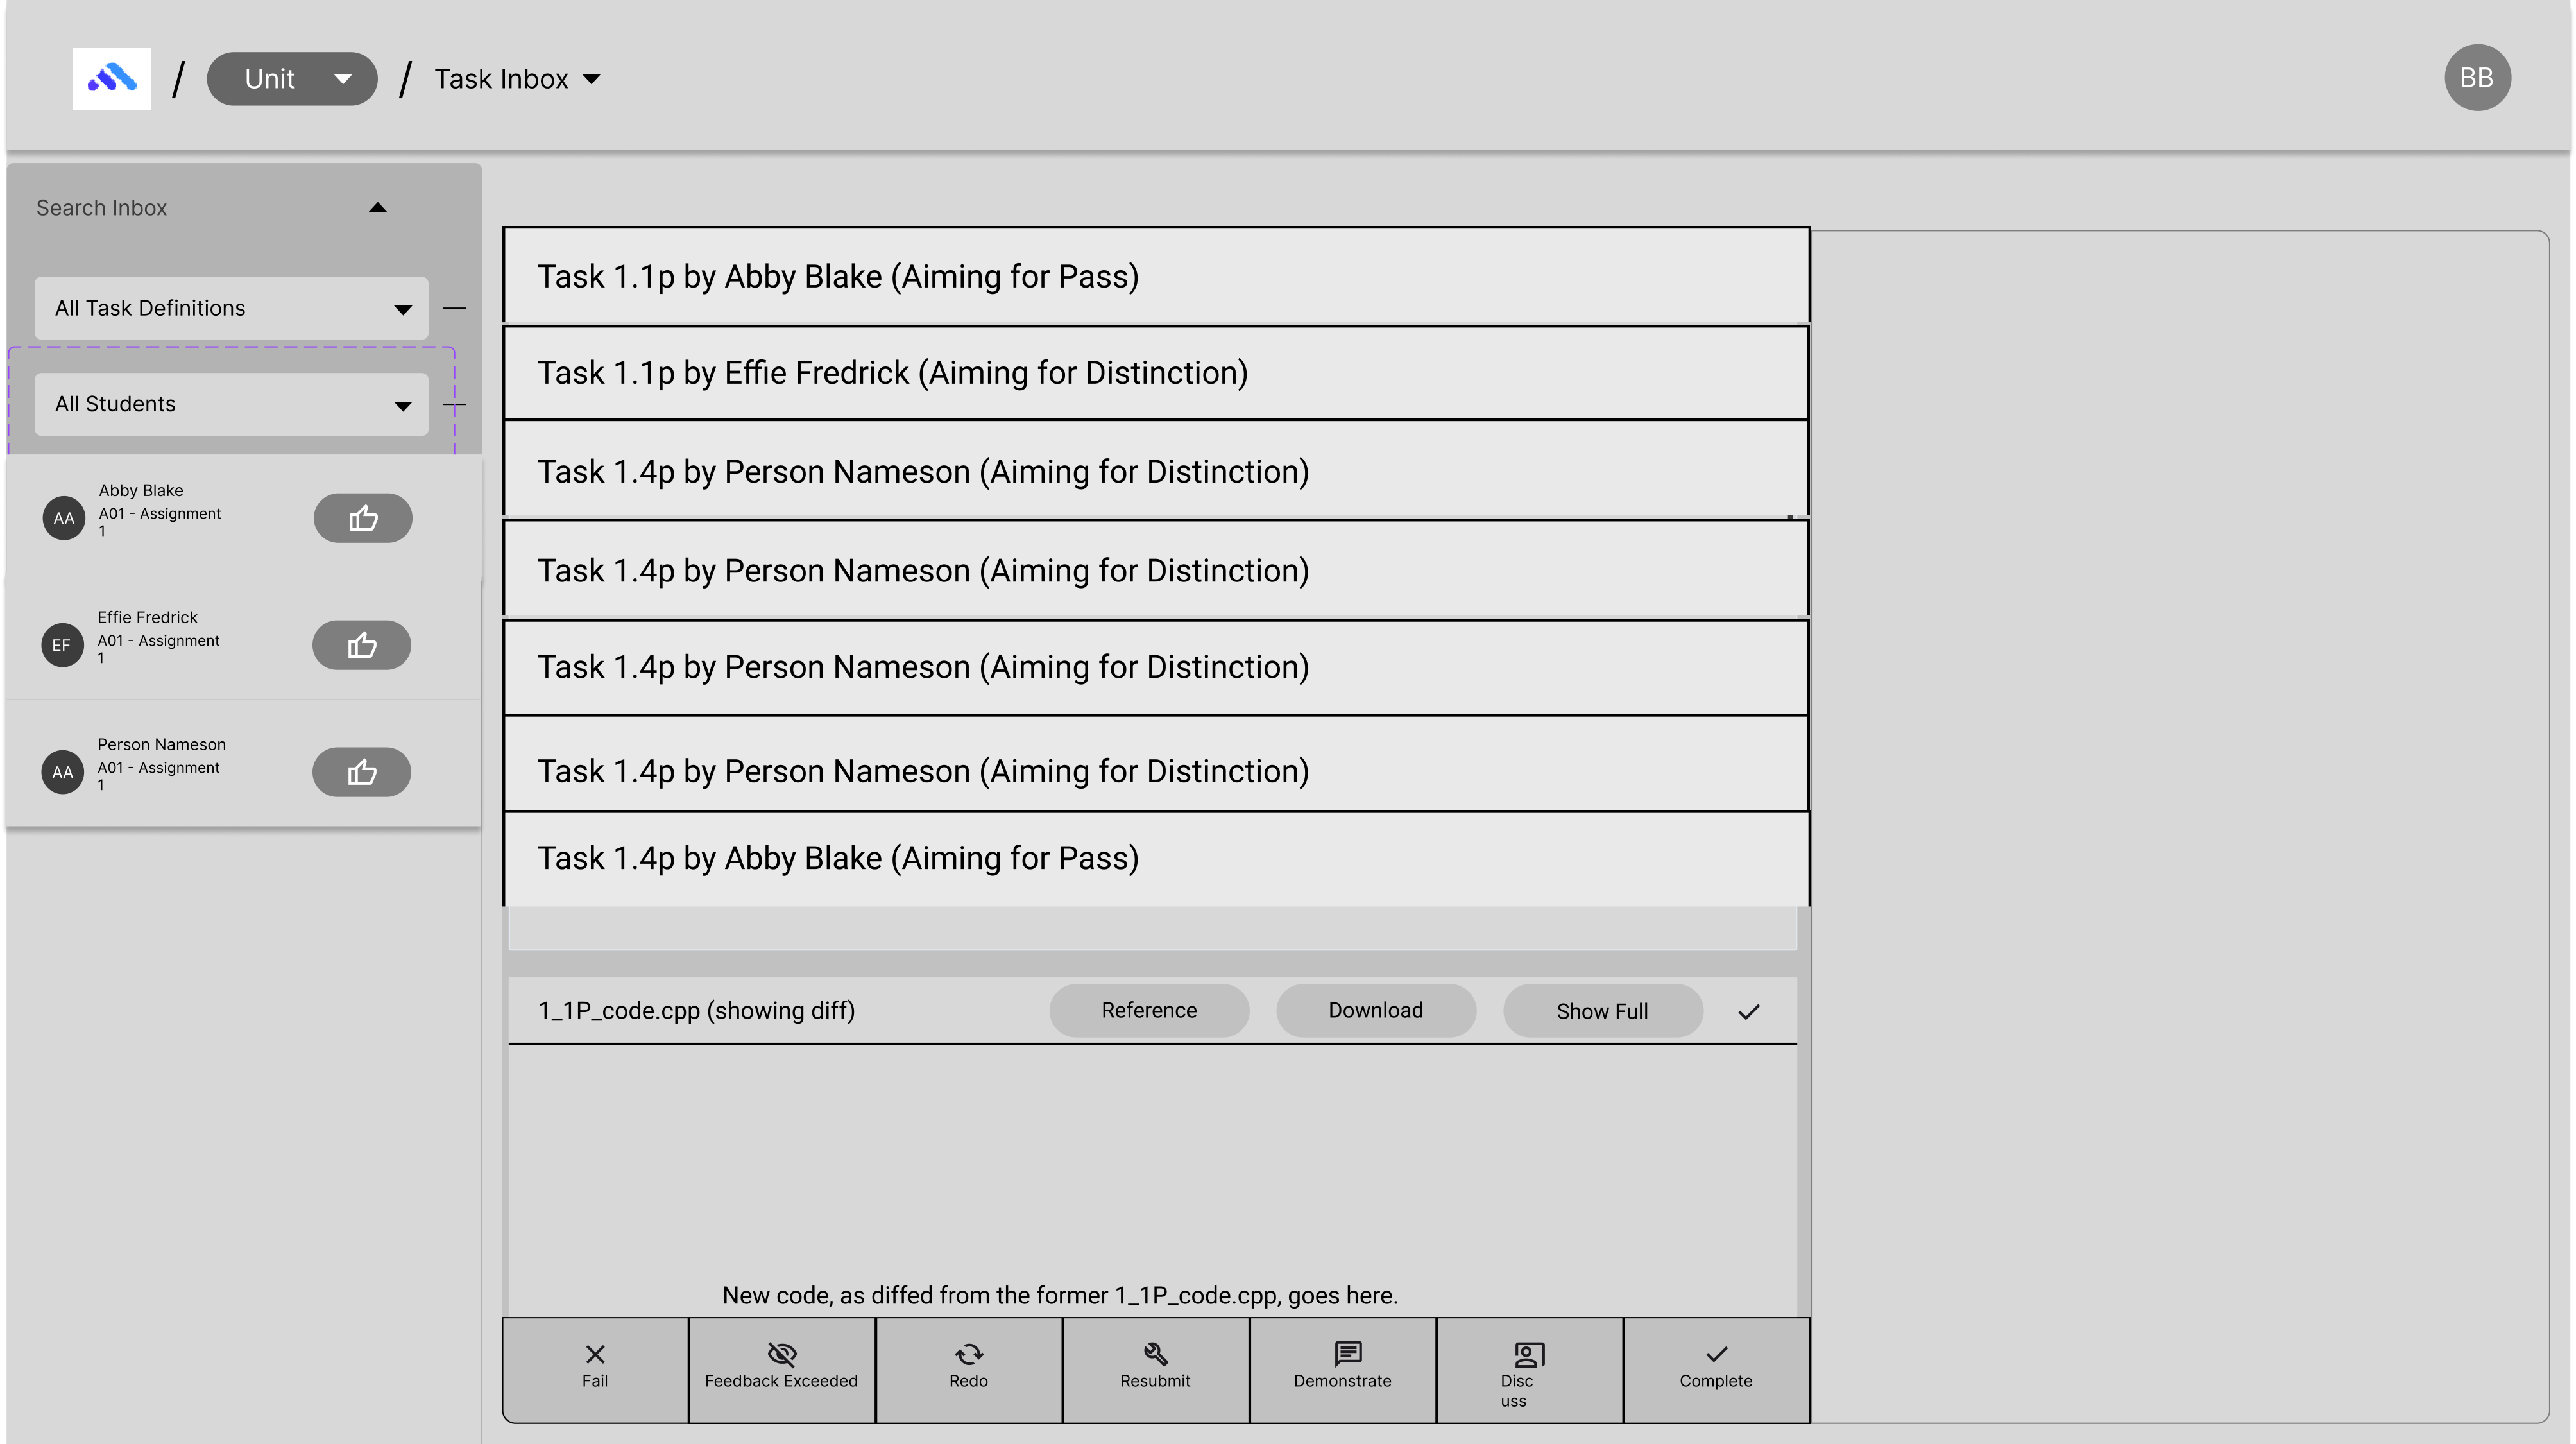 / Unit / Task Inbox
BB
Search Inbox
All Task Definitions
All Students
AA
Abby Blake
A01 - Assignment
1
EF
Effie Fredrick
A01 - Assignment
1
AA
Person Nameson
A01 - Assignment
1
Task 1.1p by Abby Blake (Aiming for Pass)
Task 1.1p by Effie Fredrick (Aiming for Distinction)
Task 1.4p by Person Nameson (Aiming for Distinction)
Task 1.4p by Person Nameson (Aiming for Distinction)
Task 1.4p by Person Nameson (Aiming for Distinction)
Task 1.4p by Person Nameson (Aiming for Distinction)
Task 1.4p by Abby Blake (Aiming for Pass)
1_1P_code.cpp (showing diff)
Reference
Download
Show Full
New code, as diffed from the former 1_1P_code.cpp, goes here.
Fail
Feedback Exceeded
Redo
Resubmit
Demonstrate
Disc
uss
Complete